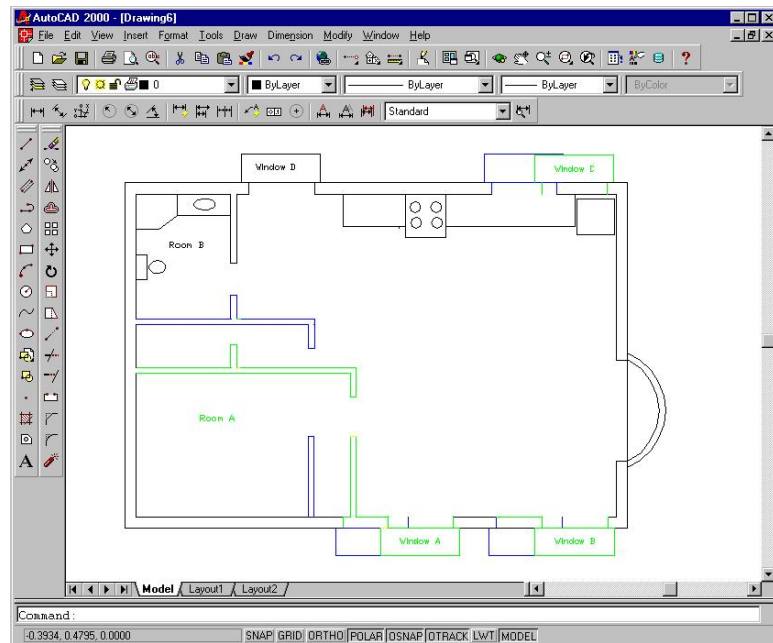 AutoCAD 2000 - [Drawing6]
File Edit View Insert Format Tools Draw Dimension Modify Window Help
0 ByLayer ByLayer ByLayer ByColor
Standard
Window D
Window C
Room B
Room A
Window A
Window B
Model Layout1 Layout2
Command:
-0.3934, 0.4795, 0.0000 SNAP GRID ORTHO POLAR OSNAP OTRACK LWT MODEL